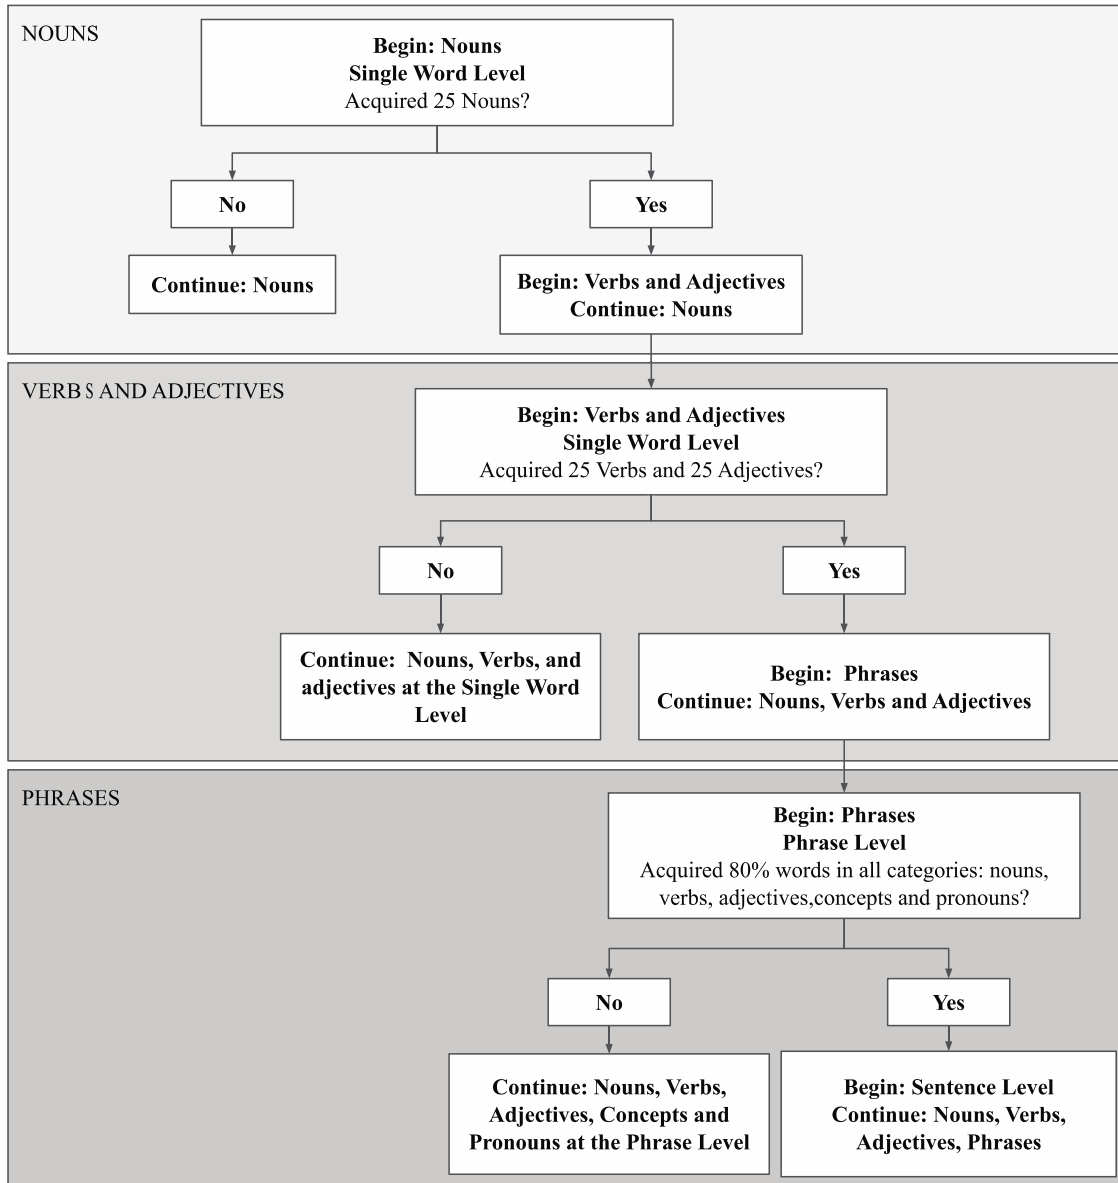 NOUNS
Begin: Nouns
Single Word Level
Acquired 25 Nouns?
No
Yes
Continue: Nouns
Begin: Verbs and Adjectives
Continue: Nouns
VERBS AND ADJECTIVES
Begin: Verbs and Adjectives
Single Word Level
Acquired 25 Verbs and 25 Adjectives?
No
Yes
Continue: Nouns, Verbs, and
adjectives at the Single Word
Level
Begin: Phrases
Continue: Nouns, Verbs and Adjectives
PHRASES
Begin: Phrases
Phrase Level
Acquired 80% words in all categories: nouns,
verbs, adjectives,concepts and pronouns?
No
Yes
Continue: Nouns, Verbs,
Adjectives, Concepts and
Pronouns at the Phrase Level
Begin: Sentence Level
Continue: Nouns, Verbs,
Adjectives, Phrases